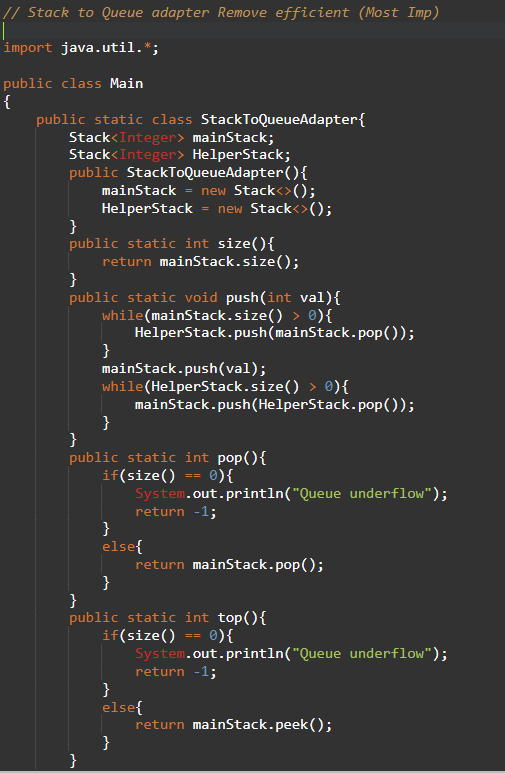 // Stack to Queue adapter Remove efficient (Most Imp)
import java.util.*;
public class Main
{
public static class StackToQueueAdapter{
Stack<Integer> mainStack;
Stack<Integer> HelperStack;
public StackToQueueAdapter(){
mainStack = new Stack<>();
HelperStack = new Stack<>();
}
public static int size(){
return mainStack.size();
}
public static void push(int val){
while(mainStack.size() > 0){
HelperStack.push(mainStack.pop());
}
mainStack.push(val);
while(HelperStack.size() > 0){
mainStack.push(HelperStack.pop());
}
}
public static int pop(){
if(size() == 0){
System.out.println("Queue underflow");
return -1;
}
else{
return mainStack.pop();
}
}
public static int top(){
if(size() == 0){
System.out.println("Queue underflow");
return -1;
}
else{
return mainStack.peek();
}
}